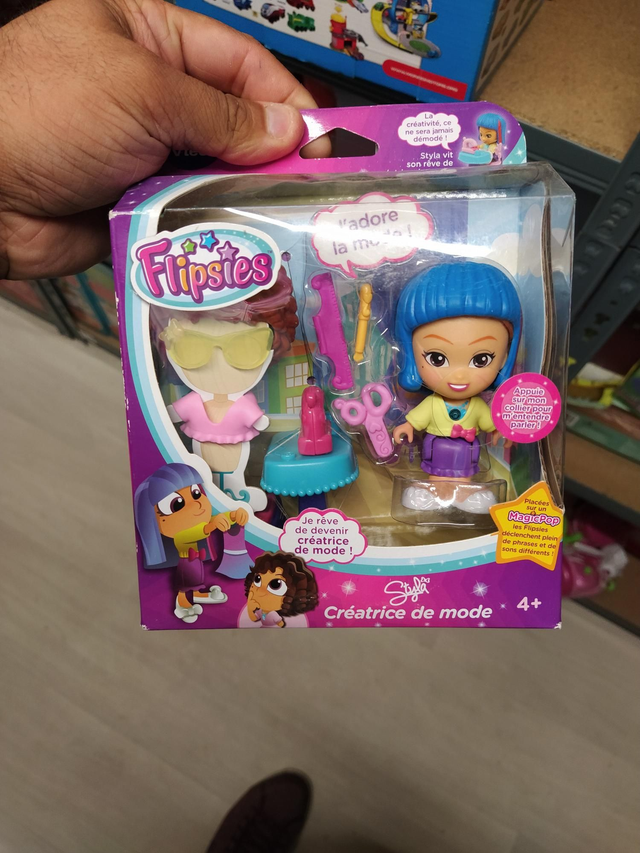 La
créativité, ce
ne sera jamais
démodé !
Styla vit
son rêve de
J'adore
la mode !
Flipsies
Appuie
sur mon
collier pour
m'entendre
parler !
Placées
sur un
MagicPop
les Flipsies
déclenchent plein
de phrases et de
sons différents !
Je rêve
de devenir
créatrice
de mode !
Styla
Créatrice de mode
4+